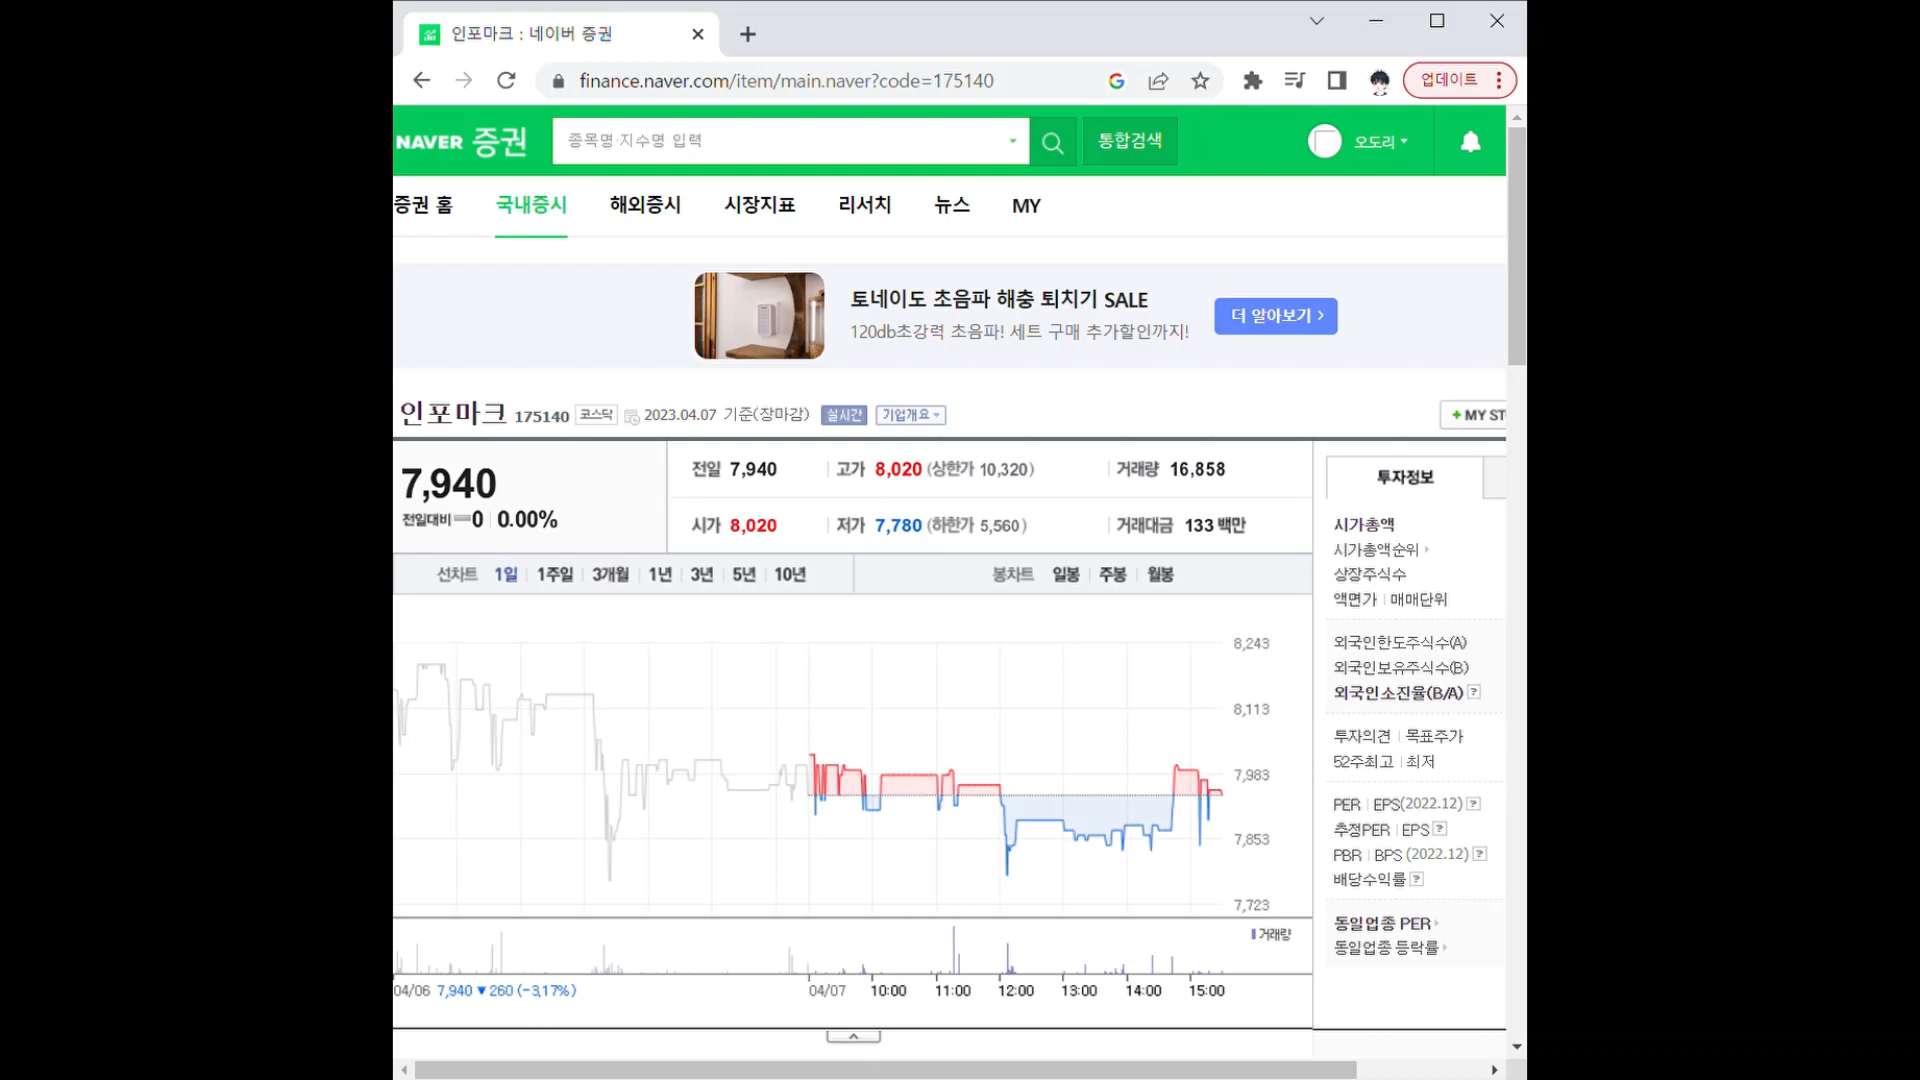 인포마크 : 네이버 증권
finance.naver.com/item/main.naver?code=175140
업데이트
NAVER 증권
종목명·지수명 입력
통합검색
오도리
증권 홈 국내증시 해외증시 시장지표 리서치 뉴스 MY
토네이도 초음파 해충 퇴치기 SALE
120db초강력 초음파! 세트 구매 추가할인까지!
더 알아보기
인포마크 175140 코스닥 2023.04.07 기준(장마감) 실시간 기업개요
+ MY ST
7,940
전일대비 0 0.00%
전일 7,940 고가 8,020 (상한가 10,320) 거래량 16,858
시가 8,020 저가 7,780 (하한가 5,560) 거래대금 133 백만
선차트 1일 1주일 3개월 1년 3년 5년 10년 봉차트 일봉 주봉 월봉
8,243
8,113
7,983
7,853
7,723
거래량
04/06 7,940 ▼ 260 (-3.17%) 04/07 10:00 11:00 12:00 13:00 14:00 15:00
투자정보
시가총액
시가총액순위
상장주식수
액면가 매매단위
외국인한도주식수(A)
외국인보유주식수(B)
외국인소진율(B/A) ?
투자의견 목표주가
52주최고 최저
PER EPS(2022.12) ?
추정PER EPS ?
PBR BPS (2022.12) ?
배당수익률 ?
동일업종 PER
동일업종 등락률